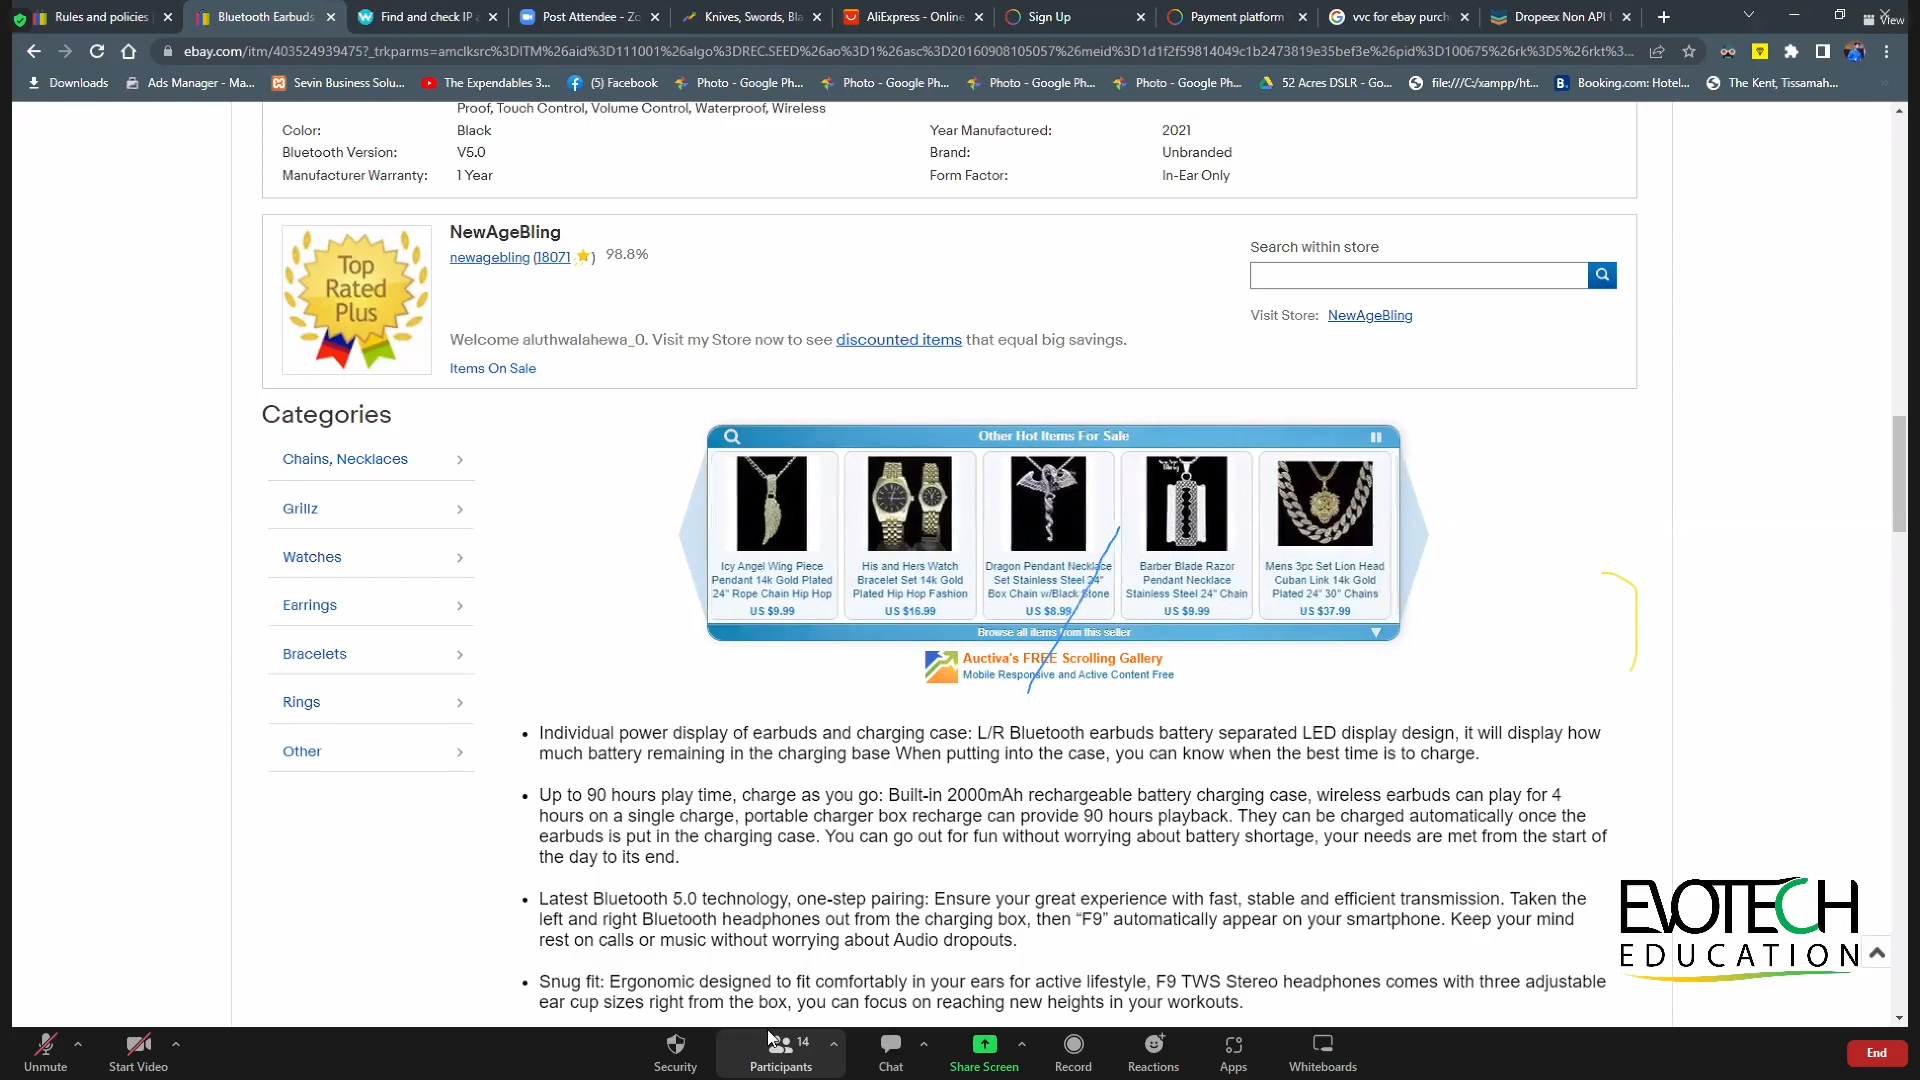 Rules and policies
Bluetooth Earbuds
Find and check IP a
Post Attendee - Zo
Knives, Swords, Bla
AliExpress - Online
Sign Up
Payment platform
vvc for ebay purch
Dropeex Non API L
View
ebay.com/itm/403524939475?_trkparms=amclksrc%3DITM%26aid%3D111001%26algo%3DREC.SEED%26ao%3D1%26asc%3D20160908105057%26meid%3D1d1f2f59814049c1b2473819e35bef3e%26pid%3D100675%26rk%3D5%26rkt%3...
Downloads
Ads Manager - Ma...
Sevin Business Solu...
The Expendables 3...
(5) Facebook
Photo - Google Ph...
Photo - Google Ph...
Photo - Google Ph...
Photo - Google Ph...
52 Acres DSLR - Go...
file:///C:/xampp/ht...
Booking.com: Hotel...
The Kent, Tissamah...
Proof, Touch Control, Volume Control, Waterproof, Wireless
Color: Black Year Manufactured: 2021
Bluetooth Version: V5.0 Brand: Unbranded
Manufacturer Warranty: 1 Year Form Factor: In-Ear Only
Top
Rated
Plus
NewAgeBling
newagebling (18071 ) 98.8%
Search within store
Visit Store: NewAgeBling
Welcome aluthwalahewa_0. Visit my Store now to see discounted items that equal big savings.
Items On Sale
Categories
Chains, Necklaces
Grillz
Watches
Earrings
Bracelets
Rings
Other
Other Hot Items For Sale
Icy Angel Wing Piece
Pendant 14k Gold Plated
24" Rope Chain Hip Hop
US $9.99
His and Hers Watch
Bracelet Set 14k Gold
Plated Hip Hop Fashion
US $16.99
Dragon Pendant Necklace
Set Stainless Steel 24"
Box Chain w/Black Stone
US $8.99
Barber Blade Razor
Pendant Necklace
Stainless Steel 24" Chain
US $9.99
Mens 3pc Set Lion Head
Cuban Link 14k Gold
Plated 24" 30" Chains
US $37.99
Browse all items from this seller
Auctiva's FREE Scrolling Gallery
Mobile Responsive and Active Content Free
• Individual power display of earbuds and charging case: L/R Bluetooth earbuds battery separated LED display design, it will display how
much battery remaining in the charging base When putting into the case, you can know when the best time is to charge.
• Up to 90 hours play time, charge as you go: Built-in 2000mAh rechargeable battery charging case, wireless earbuds can play for 4
hours on a single charge, portable charger box recharge can provide 90 hours playback. They can be charged automatically once the
earbuds is put in the charging case. You can go out for fun without worrying about battery shortage, your needs are met from the start of
the day to its end.
• Latest Bluetooth 5.0 technology, one-step pairing: Ensure your great experience with fast, stable and efficient transmission. Taken the
left and right Bluetooth headphones out from the charging box, then “F9” automatically appear on your smartphone. Keep your mind
rest on calls or music without worrying about Audio dropouts.
• Snug fit: Ergonomic designed to fit comfortably in your ears for active lifestyle, F9 TWS Stereo headphones comes with three adjustable
ear cup sizes right from the box, you can focus on reaching new heights in your workouts.
EVOTECH
EDUCATION
Unmute
Start Video
Security
14
Participants
Chat
Share Screen
Record
Reactions
Apps
Whiteboards
End